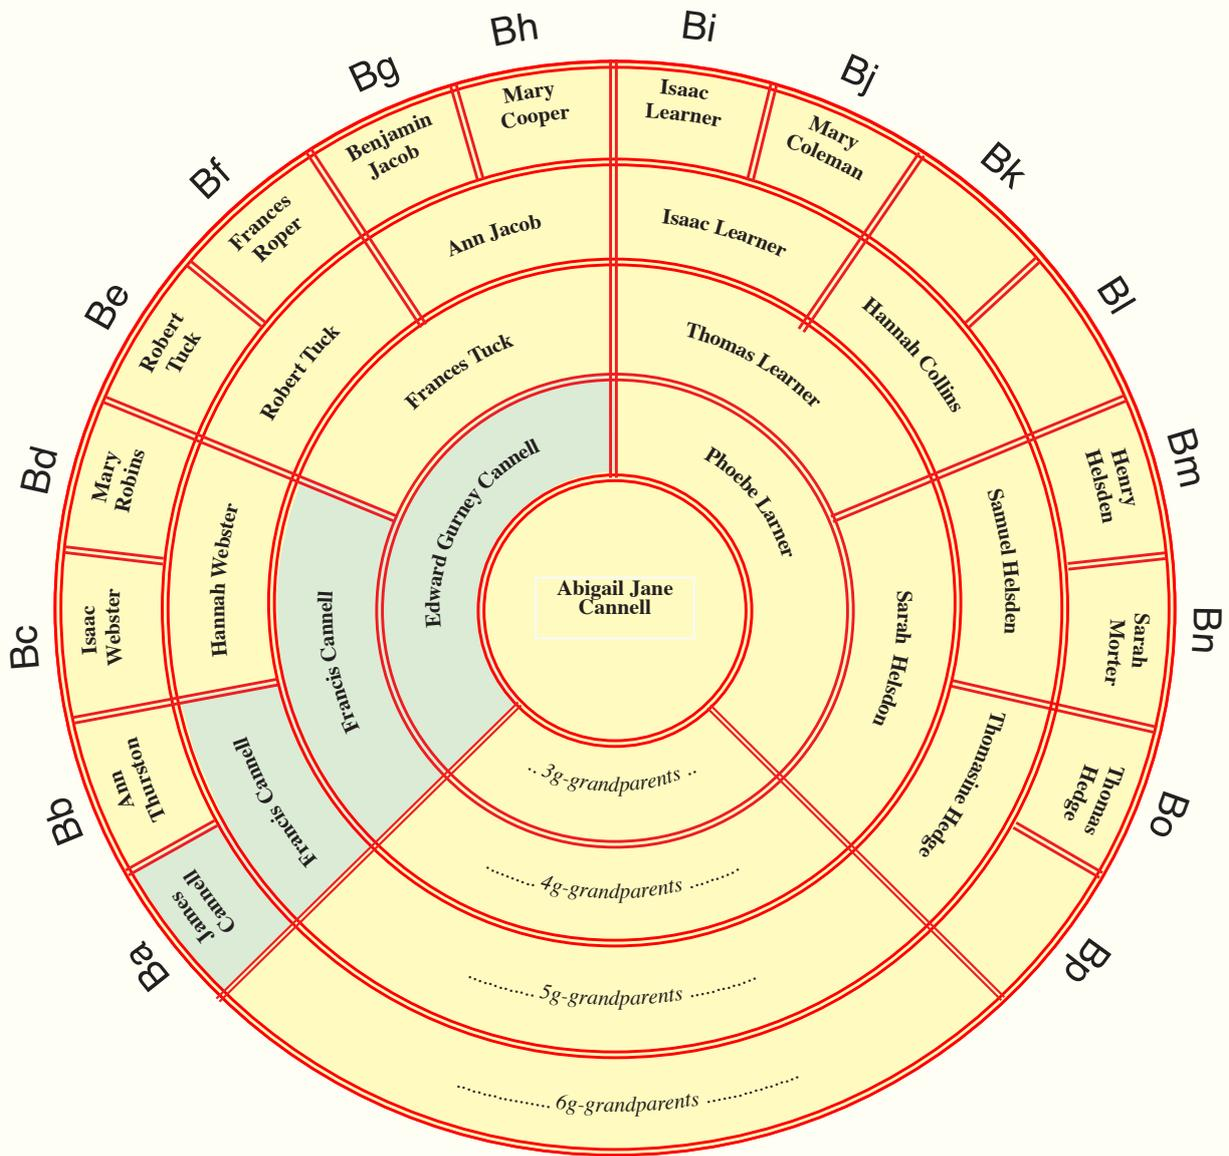 Ba
Bb
Bc
Bd
Be
Bf
Bg
Bh
Bi
Bj
Bk
Bl
Bm
Bn
Bo
Bp
James
Cannell
Ann
Thurston
Isaac
Webster
Mary
Robins
Robert
Tuck
Frances
Roper
Benjamin
Jacob
Mary
Cooper
Isaac
Learner
Mary
Coleman
Henry
Helsden
Sarah
Morter
Thomas
Hedge
Francis Cannell
Hannah Webster
Robert Tuck
Ann Jacob
Isaac Learner
Hannah Collins
Samuel Helsden
Thomasine Hedge
Francis Cannell
Frances Tuck
Thomas Learner
Sarah Helsdon
Edward Gurney Cannell
Phoebe Larner
Abigail Jane
Cannell
.. 3g-grandparents ..
........ 4g-grandparents ........
........... 5g-grandparents ...........
............... 6g-grandparents ...............